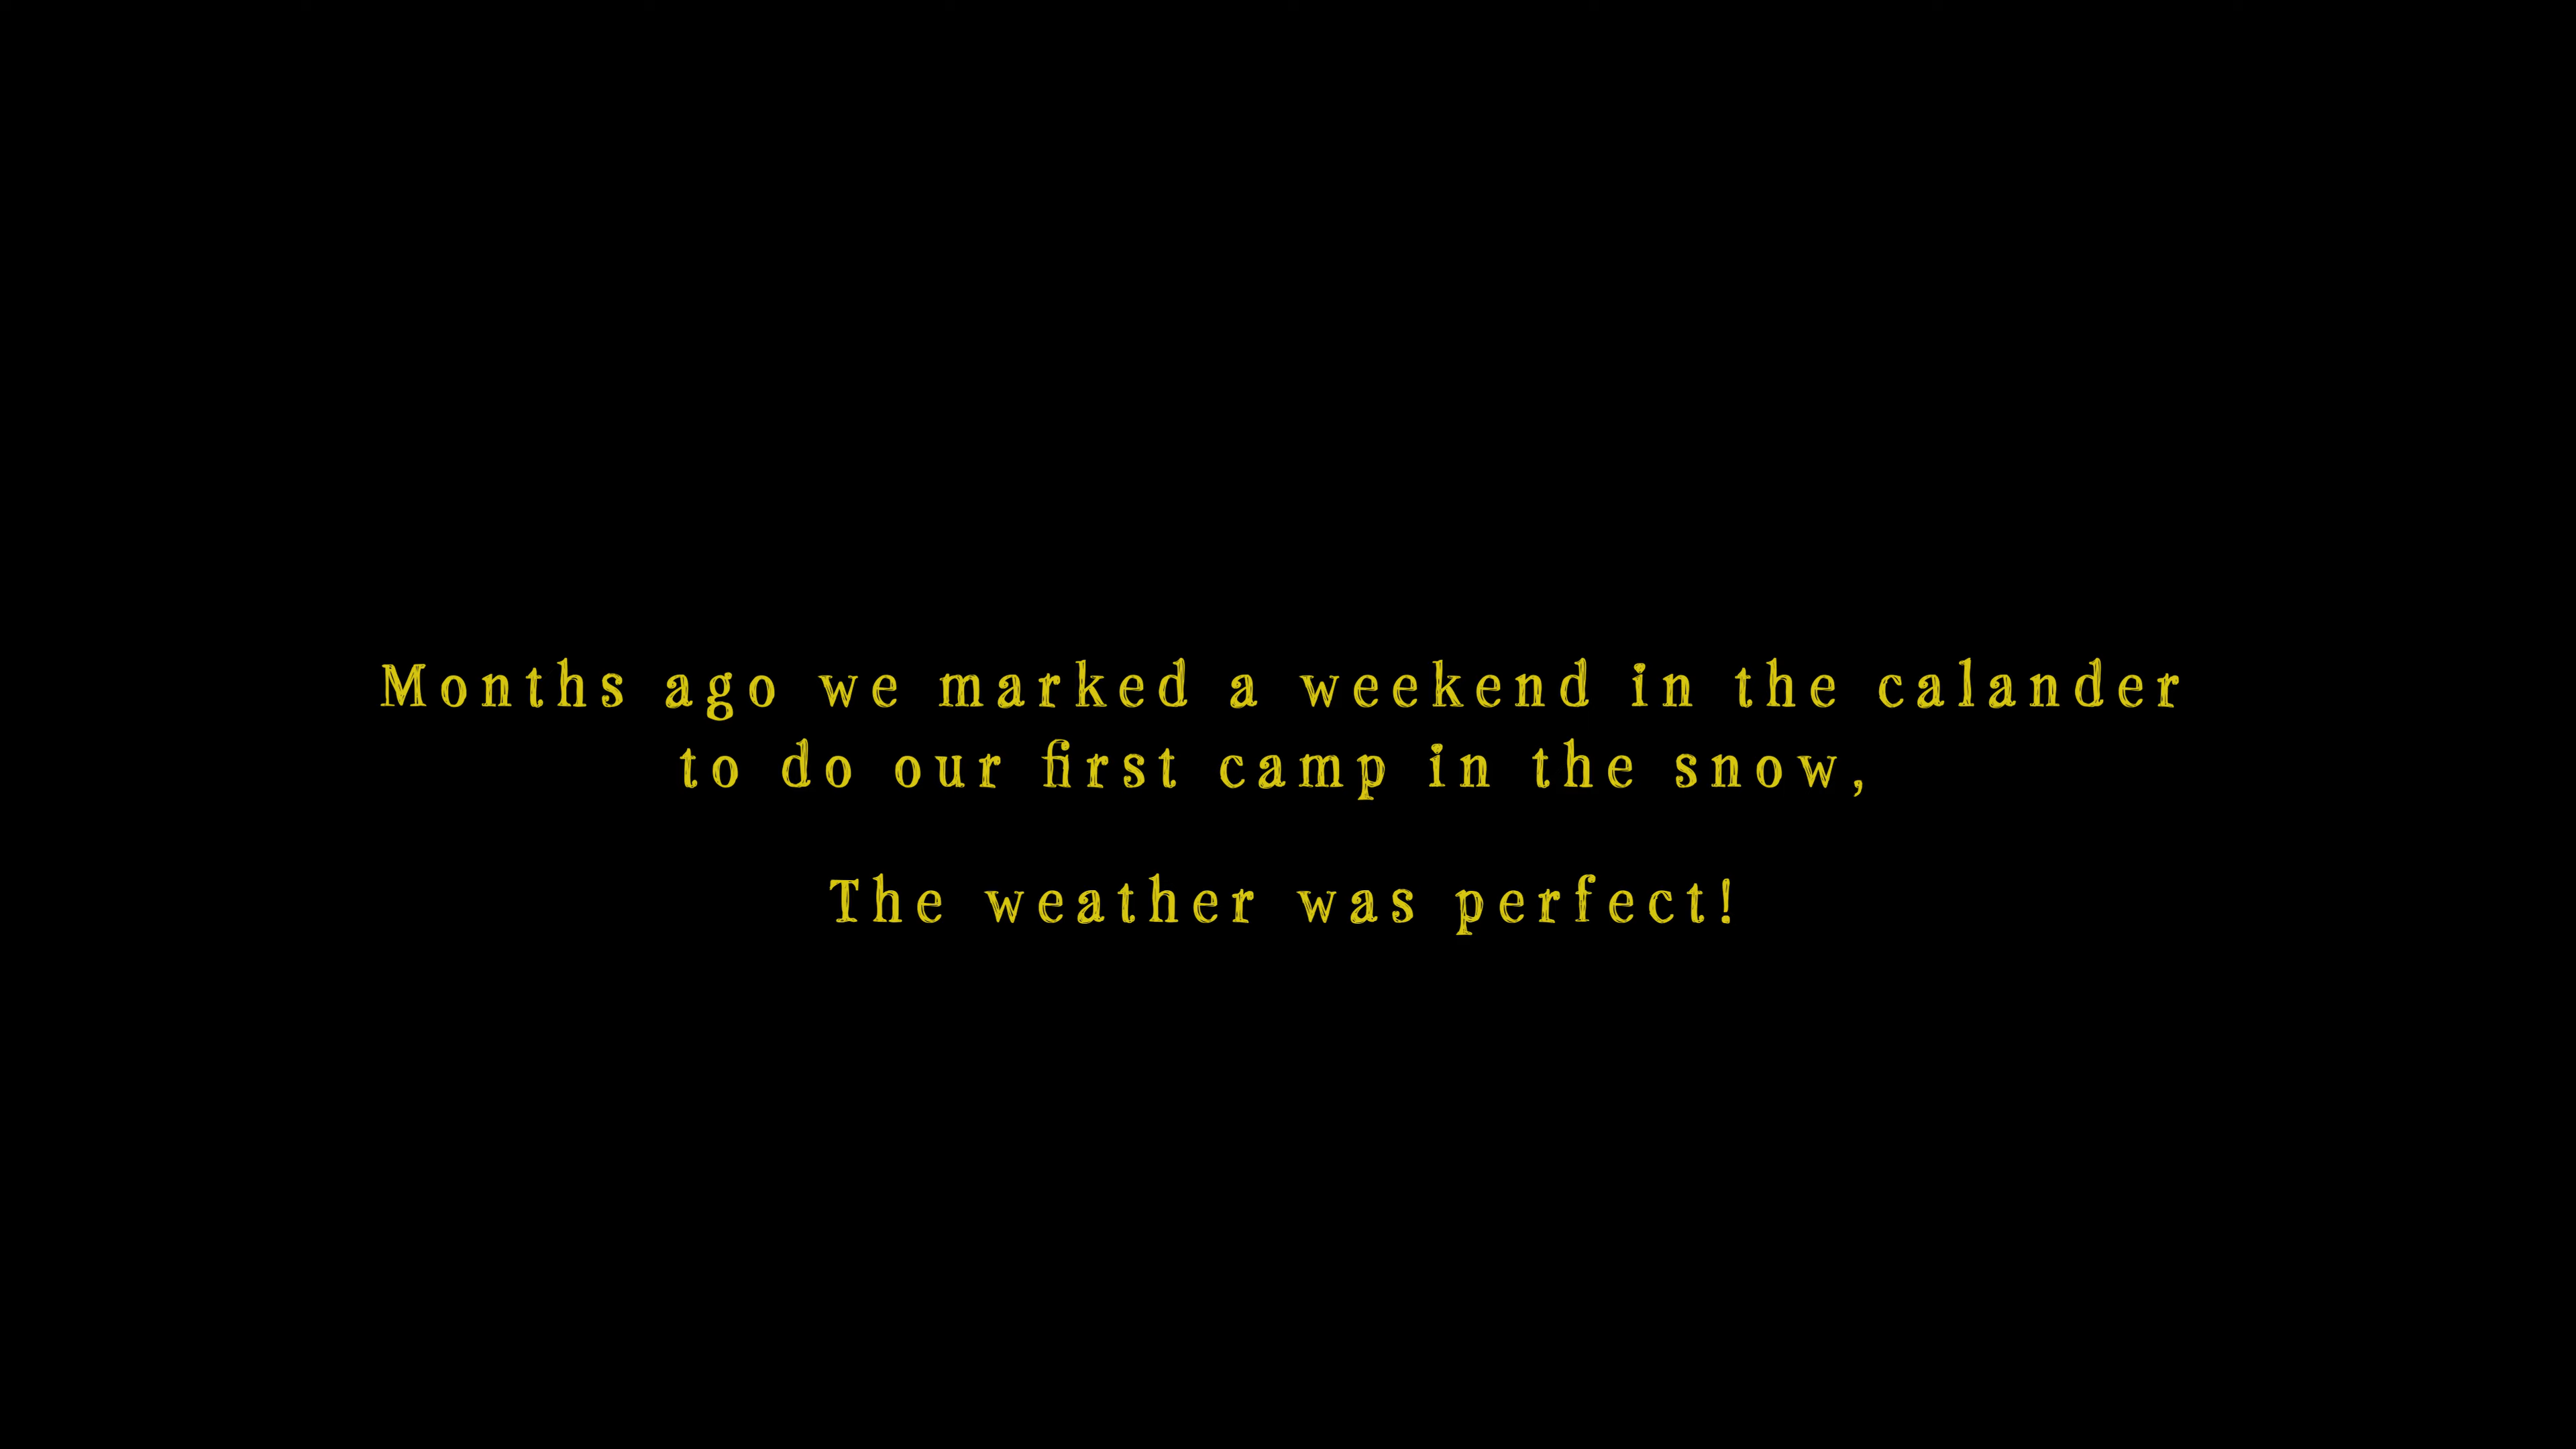 Months ago we marked a weekend in the calander
to do our first camp in the snow,
The weather was perfect!